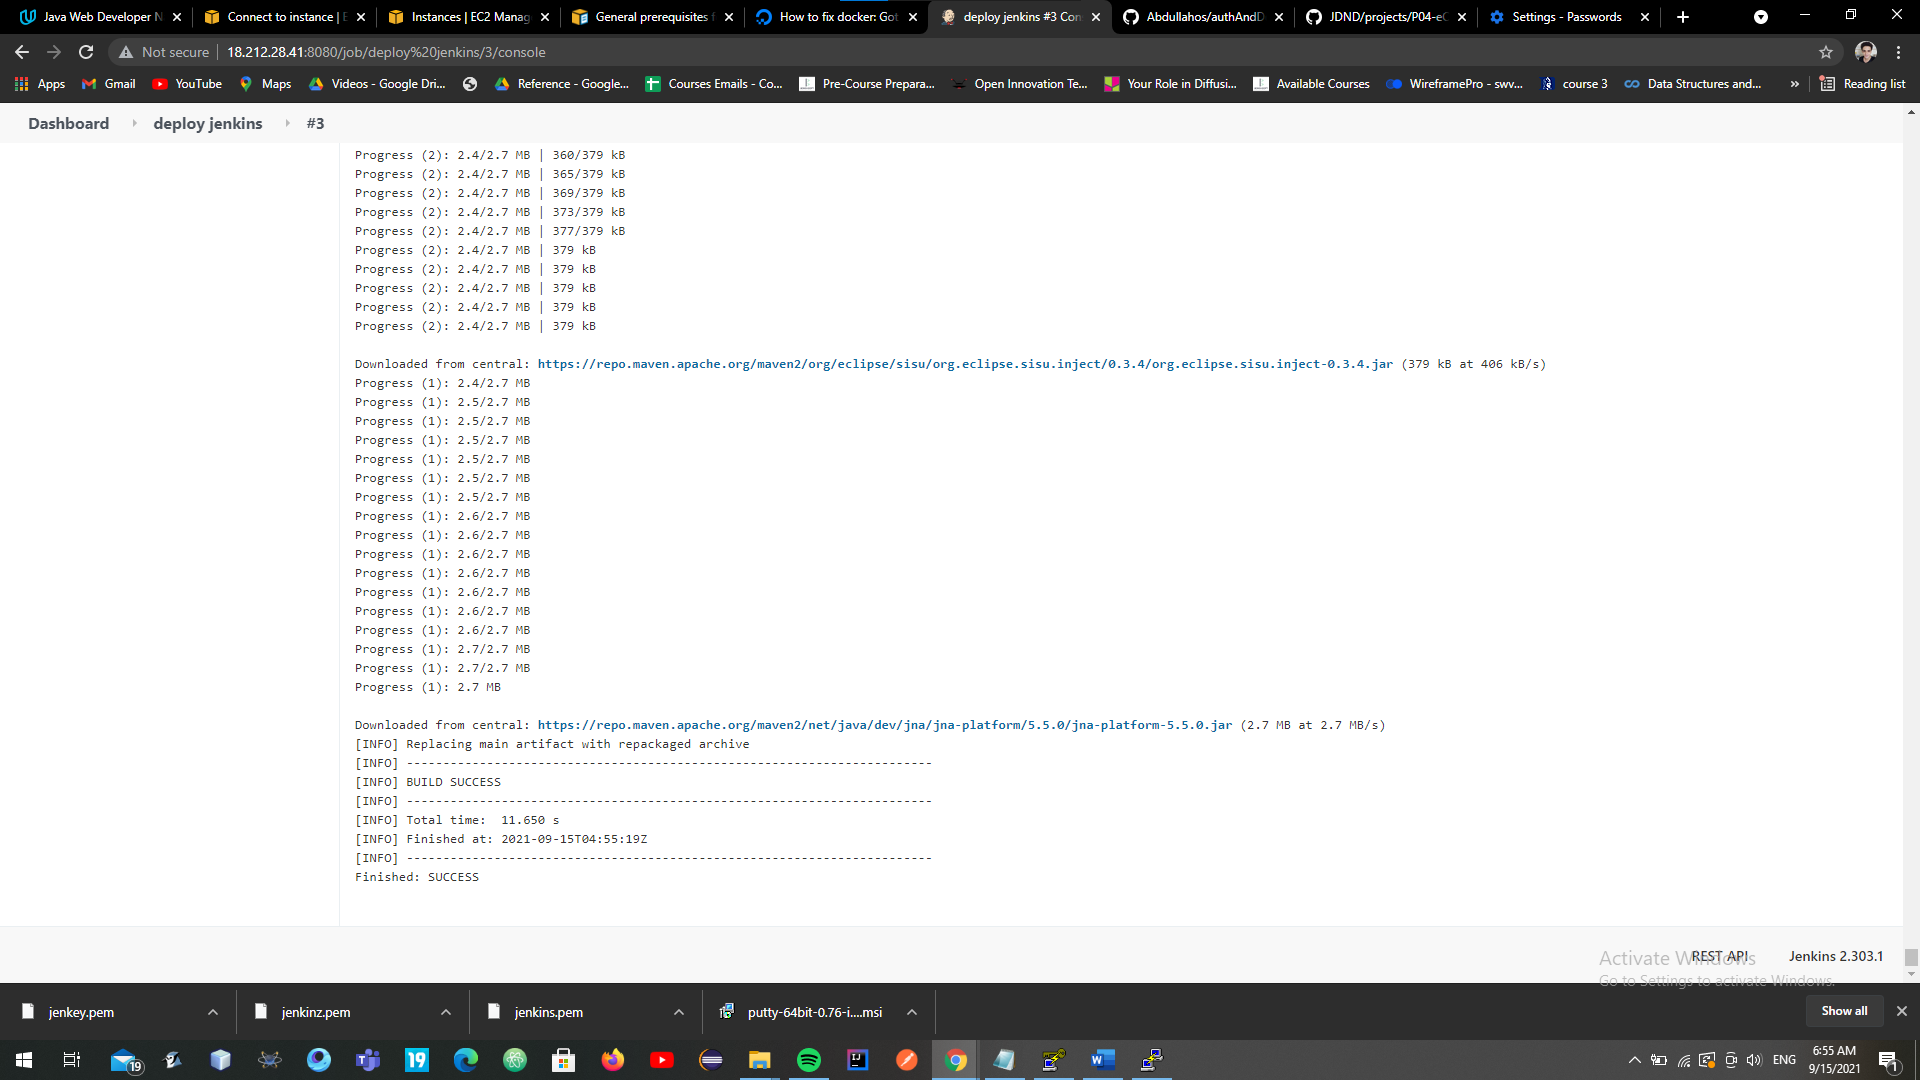 Java Web Developer N
Connect to instance | E
Instances | EC2 Manag
General prerequisites f
How to fix docker: Got
deploy jenkins #3 Con
Abdullahos/authAndD
JDND/projects/P04-eC
Settings - Passwords
Not secure | 18.212.28.41:8080/job/deploy%20jenkins/3/console
Apps
Gmail
YouTube
Maps
Videos - Google Dri...
Reference - Google...
Courses Emails - Co...
Pre-Course Prepara...
Open Innovation Te...
Your Role in Diffusi...
Available Courses
WireframePro - swv...
course 3
Data Structures and...
»
Reading list
Dashboard
deploy jenkins
#3
Progress (2): 2.4/2.7 MB | 360/379 kB
Progress (2): 2.4/2.7 MB | 365/379 kB
Progress (2): 2.4/2.7 MB | 369/379 kB
Progress (2): 2.4/2.7 MB | 373/379 kB
Progress (2): 2.4/2.7 MB | 377/379 kB
Progress (2): 2.4/2.7 MB | 379 kB
Progress (2): 2.4/2.7 MB | 379 kB
Progress (2): 2.4/2.7 MB | 379 kB
Progress (2): 2.4/2.7 MB | 379 kB
Progress (2): 2.4/2.7 MB | 379 kB
Downloaded from central: https://repo.maven.apache.org/maven2/org/eclipse/sisu/org.eclipse.sisu.inject/0.3.4/org.eclipse.sisu.inject-0.3.4.jar (379 kB at 406 kB/s)
Progress (1): 2.4/2.7 MB
Progress (1): 2.5/2.7 MB
Progress (1): 2.5/2.7 MB
Progress (1): 2.5/2.7 MB
Progress (1): 2.5/2.7 MB
Progress (1): 2.5/2.7 MB
Progress (1): 2.5/2.7 MB
Progress (1): 2.6/2.7 MB
Progress (1): 2.6/2.7 MB
Progress (1): 2.6/2.7 MB
Progress (1): 2.6/2.7 MB
Progress (1): 2.6/2.7 MB
Progress (1): 2.6/2.7 MB
Progress (1): 2.6/2.7 MB
Progress (1): 2.7/2.7 MB
Progress (1): 2.7/2.7 MB
Progress (1): 2.7 MB
Downloaded from central: https://repo.maven.apache.org/maven2/net/java/dev/jna/jna-platform/5.5.0/jna-platform-5.5.0.jar (2.7 MB at 2.7 MB/s)
[INFO] Replacing main artifact with repackaged archive
[INFO] ------------------------------------------------------------------------
[INFO] BUILD SUCCESS
[INFO] ------------------------------------------------------------------------
[INFO] Total time:  11.650 s
[INFO] Finished at: 2021-09-15T04:55:19Z
[INFO] ------------------------------------------------------------------------
Finished: SUCCESS
REST API
Jenkins 2.303.1
Activate Windows
Go to Settings to activate Windows.
jenkey.pem
jenkinz.pem
jenkins.pem
putty-64bit-0.76-i....msi
Show all
19
19
IJ
ENG
6:55 AM
9/15/2021
1